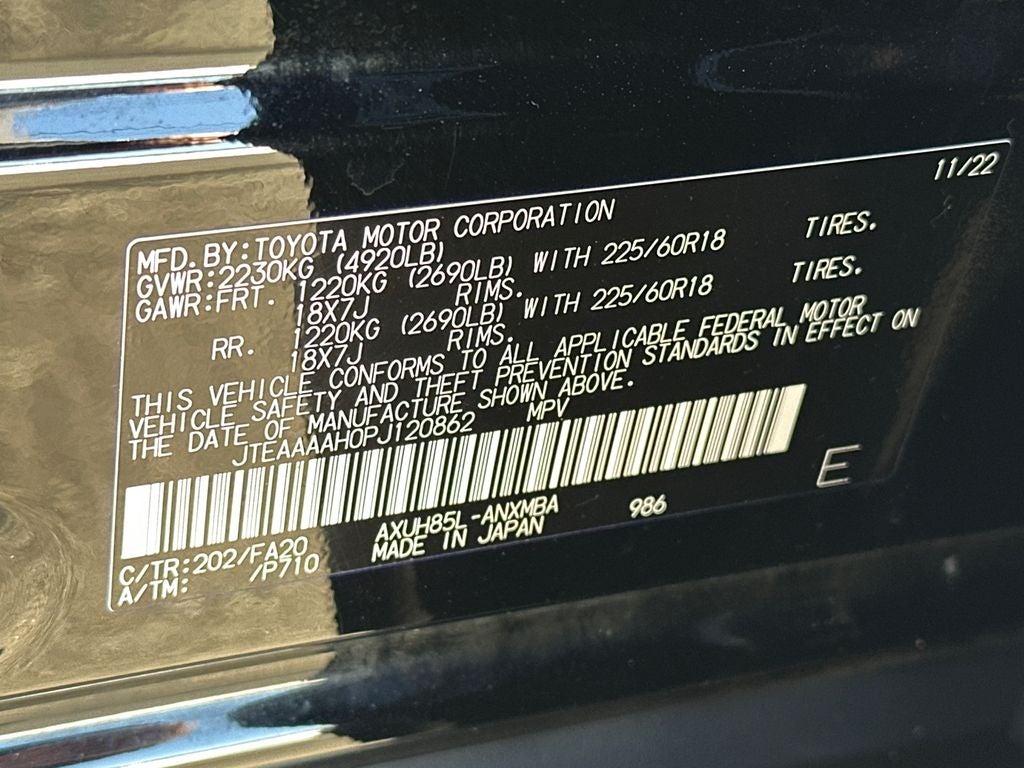 11/22
MFD. BY: TOYOTA MOTOR CORPORATION
GVWR: 2230KG (4920LB)
GAWR: FRT. 1220KG (2690LB) WITH 225/60R18 TIRES.
18X7J RIMS.
RR. 1220KG (2690LB) WITH 225/60R18 TIRES.
18X7J RIMS.
THIS VEHICLE CONFORMS TO ALL APPLICABLE FEDERAL MOTOR
VEHICLE SAFETY AND THEFT PREVENTION STANDARDS IN EFFECT ON
THE DATE OF MANUFACTURE SHOWN ABOVE.
JTEAAAAH0PJ120862 MPV
E
AXUH85L-ANXMBA 986
MADE IN JAPAN
C/TR: 202/FA20
A/TM: /P710